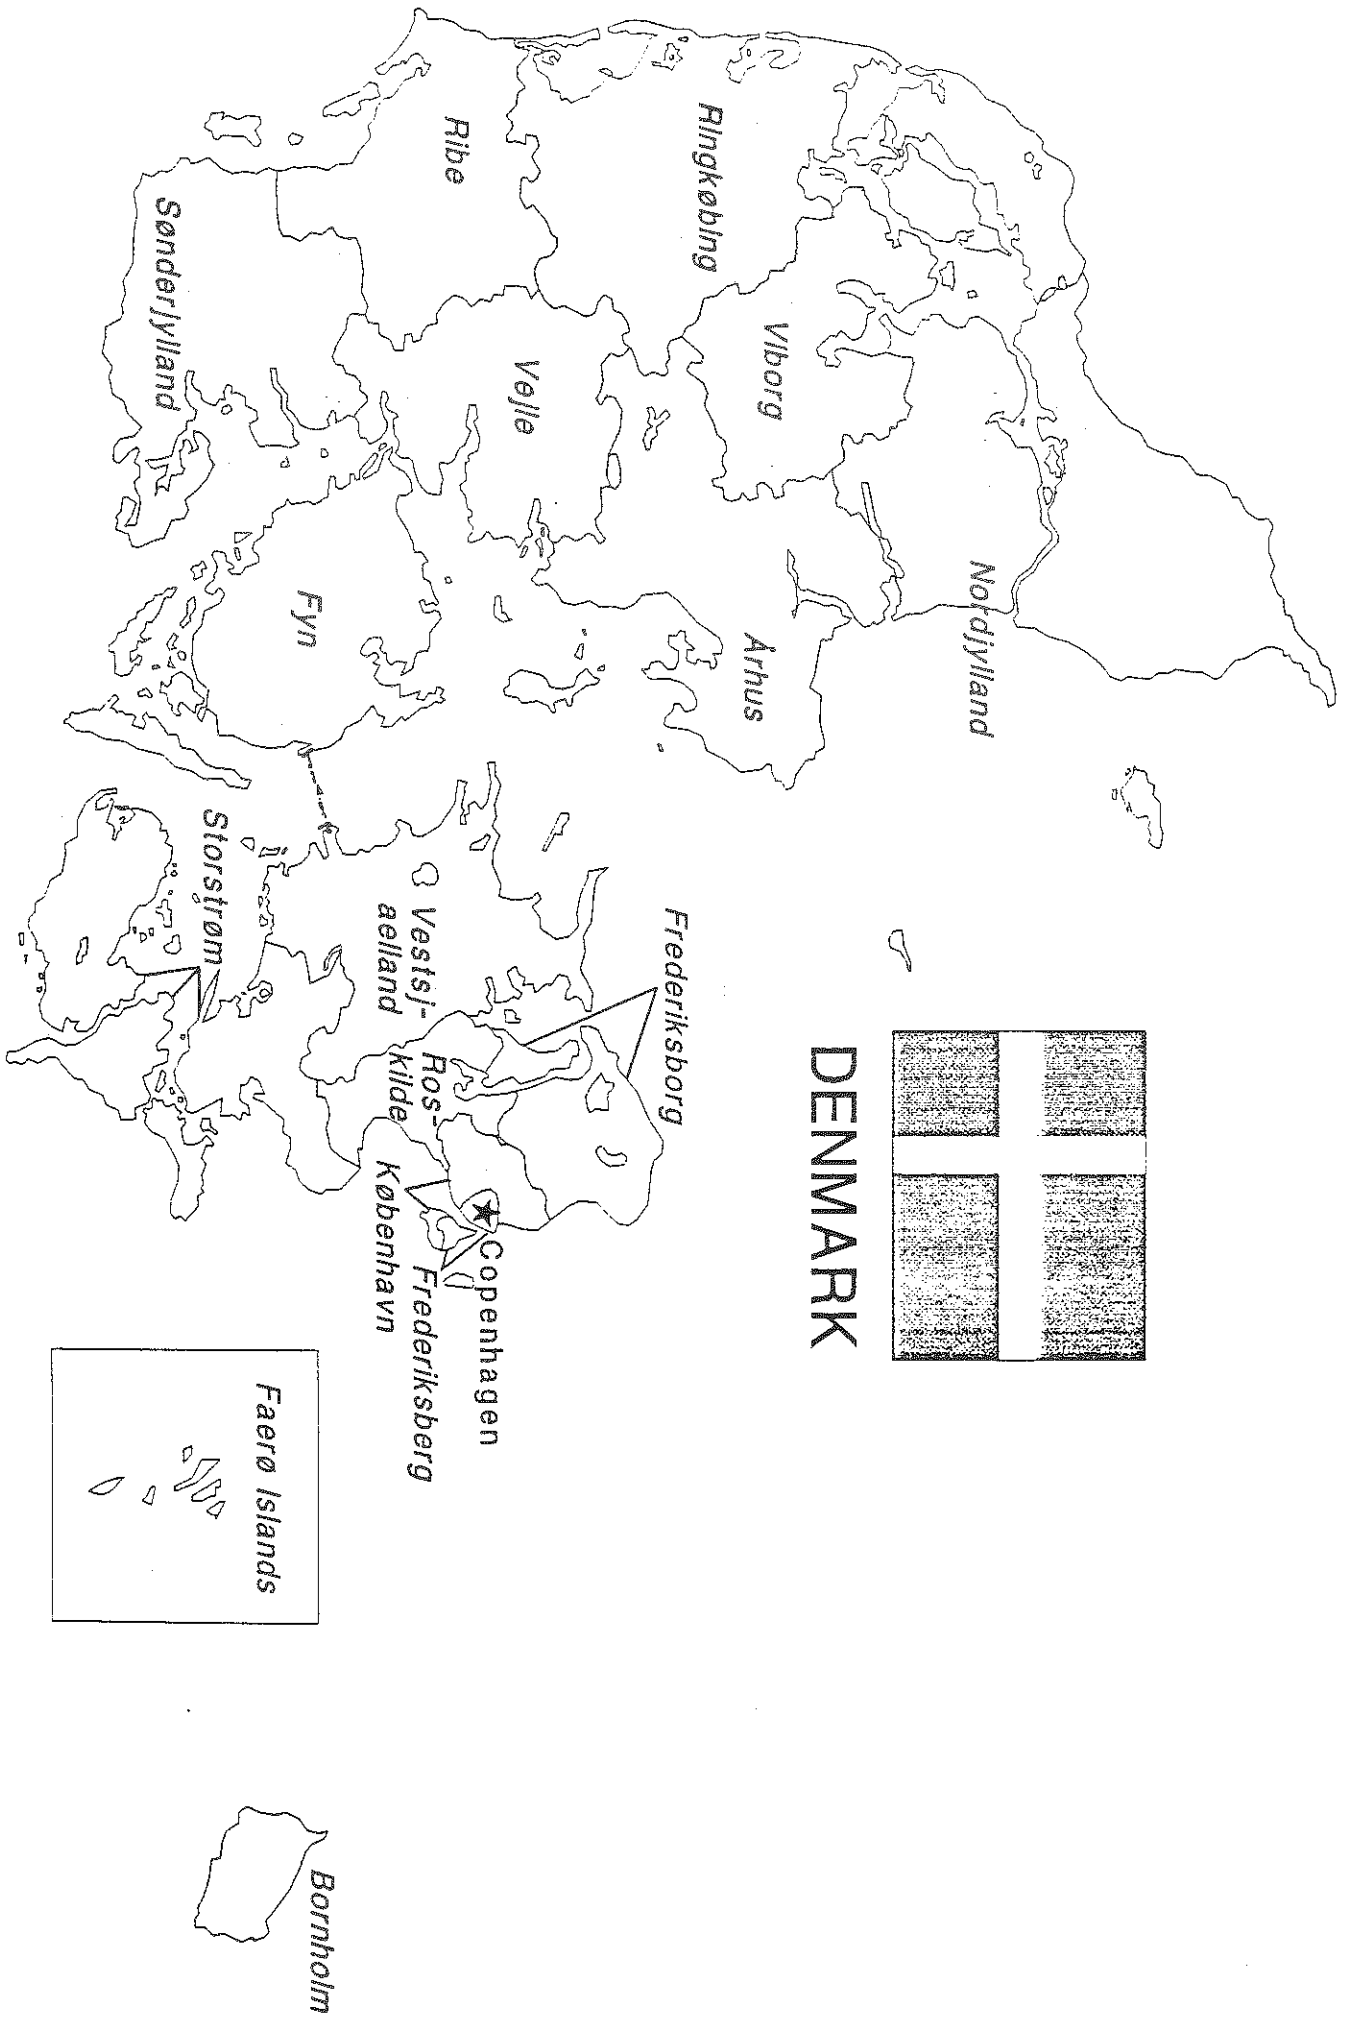 DENMARK
Nordjylland
Viborg
Århus
Ringkøbing
Frederiksborg
Vejle
Ribe
Copenhagen
Vestsj-
aelland
Ros-
kilde
Frederiksberg
København
Fyn
Bornholm
Faerø Islands
Storstrøm
Sønderjylland